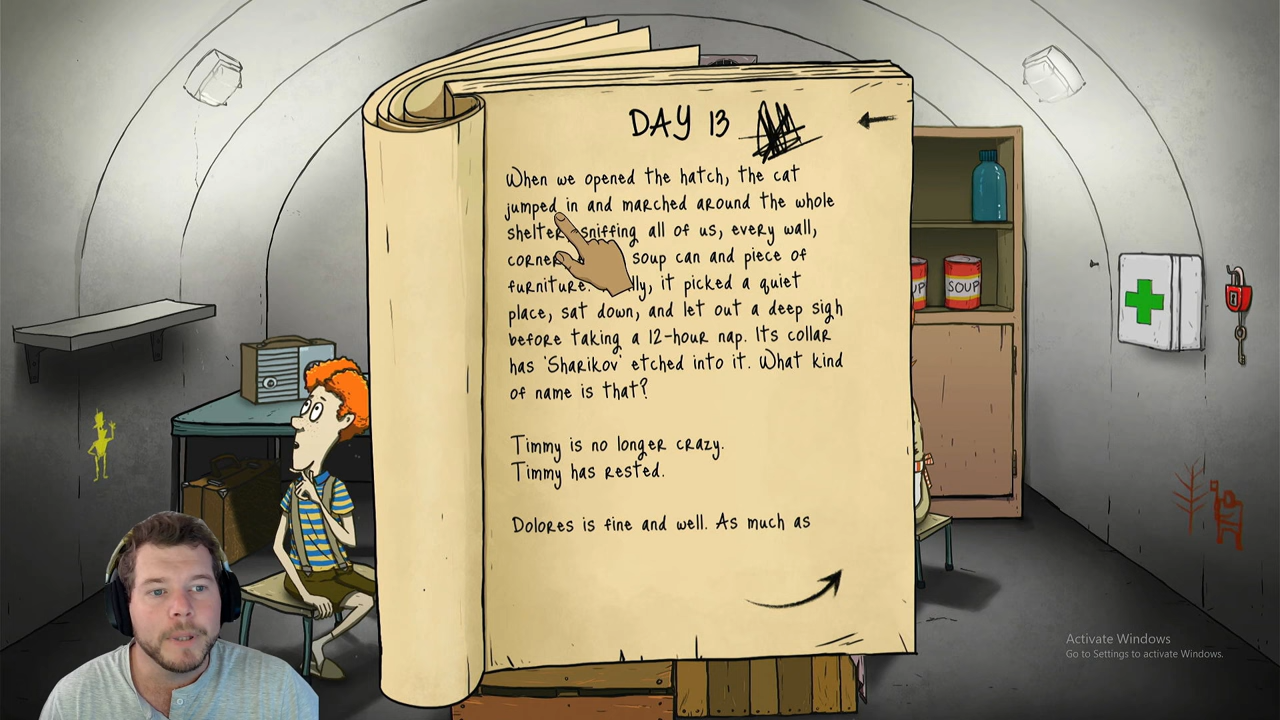 DAY 13
When we opened the hatch, the cat
jumped in and marched around the whole
shelter, sniffing all of us, every wall,
corner soup can and piece of
furniture. it picked a quiet
place, sat down, and let out a deep sigh
before taking a 12-hour nap. Its collar
has 'Sharikov' etched into it. What kind
of name is that?
Timmy is no longer crazy.
Timmy has rested.
Dolores is fine and well. As much as
UP
SOUP
Activate Windows
Go to Settings to activate Windows.